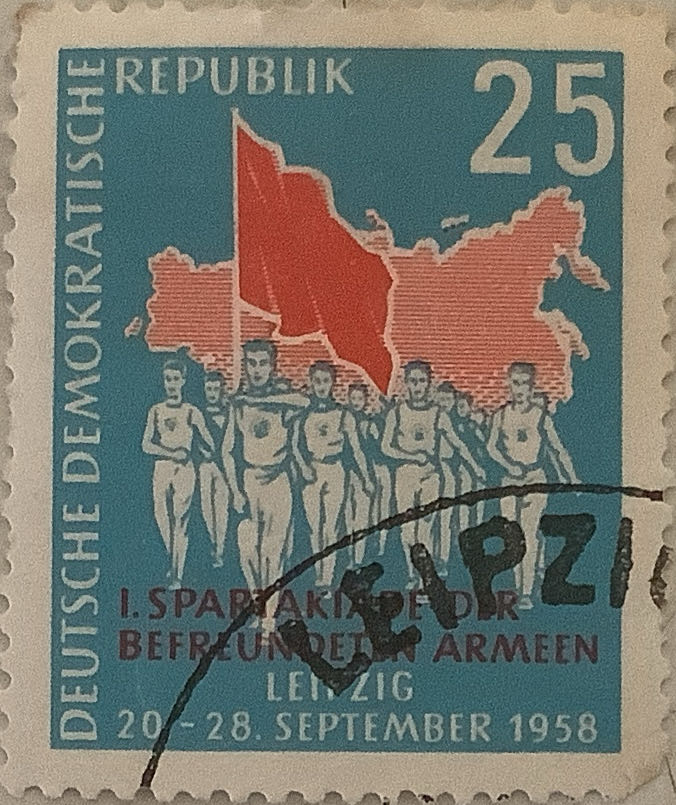 DEUTSCHE DEMOKRATISCHE
REPUBLIK
25
I. SPARTAKIADE DER
BEFREUNDETEN ARMEEN
LEIPZIG
20-28. SEPTEMBER 1958
LEIPZI